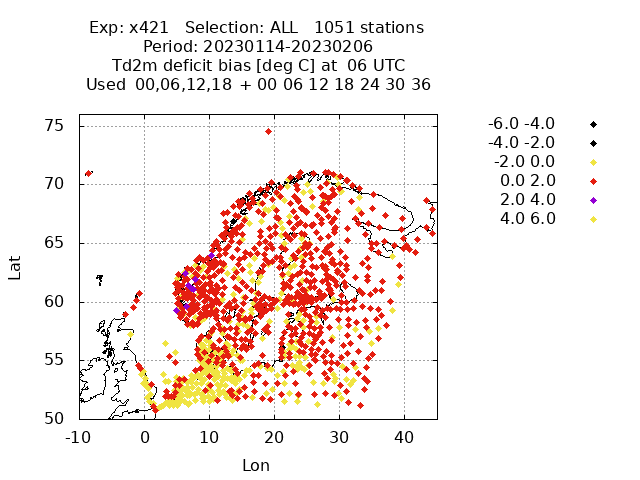 Exp: x421   Selection: ALL   1051 stations
Period: 20230114-20230206
Td2m deficit bias [deg C] at  06 UTC
Used  00,06,12,18 + 00 06 12 18 24 30 36
-6.0 -4.0
-4.0 -2.0
-2.0 0.0
0.0 2.0
2.0 4.0
4.0 6.0
75
70
65
60
55
50
Lat
-10 0 10 20 30 40
Lon